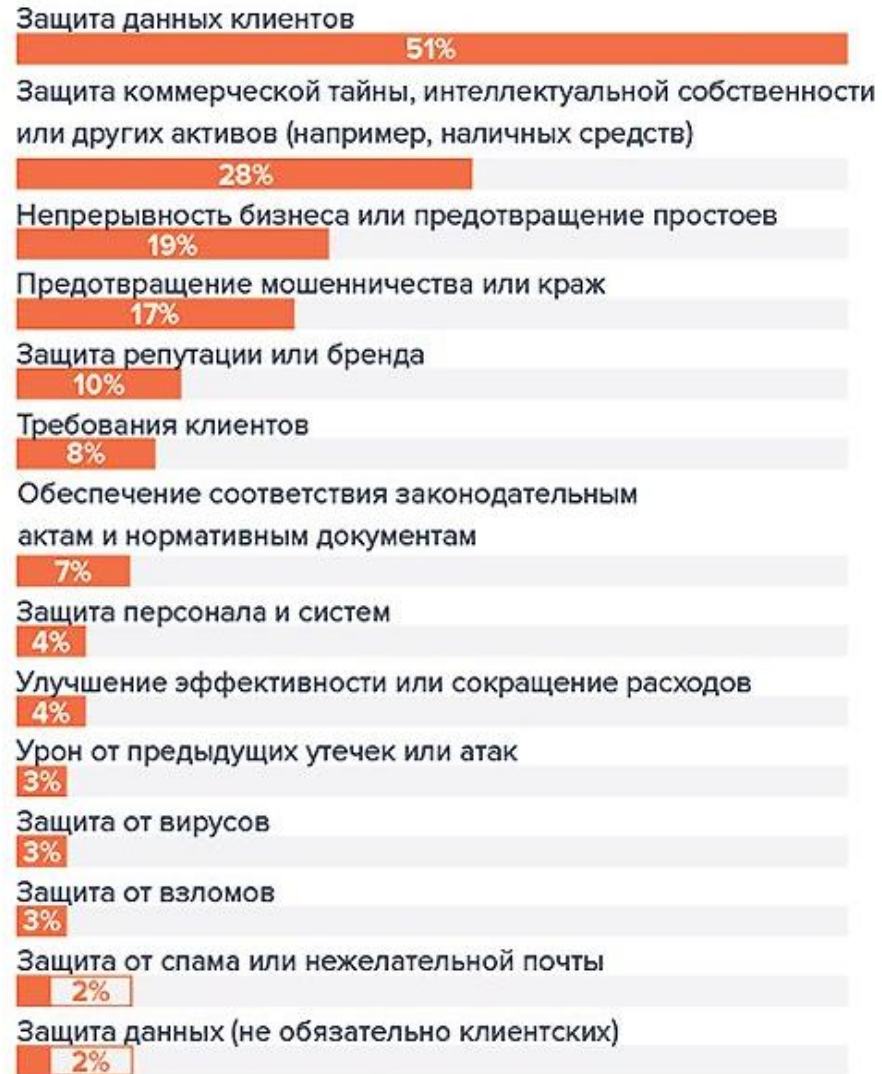 Защита данных клиентов
51%
Защита коммерческой тайны, интеллектуальной собственности
или других активов (например, наличных средств)
28%
Непрерывность бизнеса или предотвращение простоев
19%
Предотвращение мошенничества или краж
17%
Защита репутации или бренда
10%
Требования клиентов
8%
Обеспечение соответствия законодательным
актам и нормативным документам
7%
Защита персонала и систем
4%
Улучшение эффективности или сокращение расходов
4%
Урон от предыдущих утечек или атак
3%
Защита от вирусов
3%
Защита от взломов
3%
Защита от спама или нежелательной почты
2%
Защита данных (не обязательно клиентских)
2%